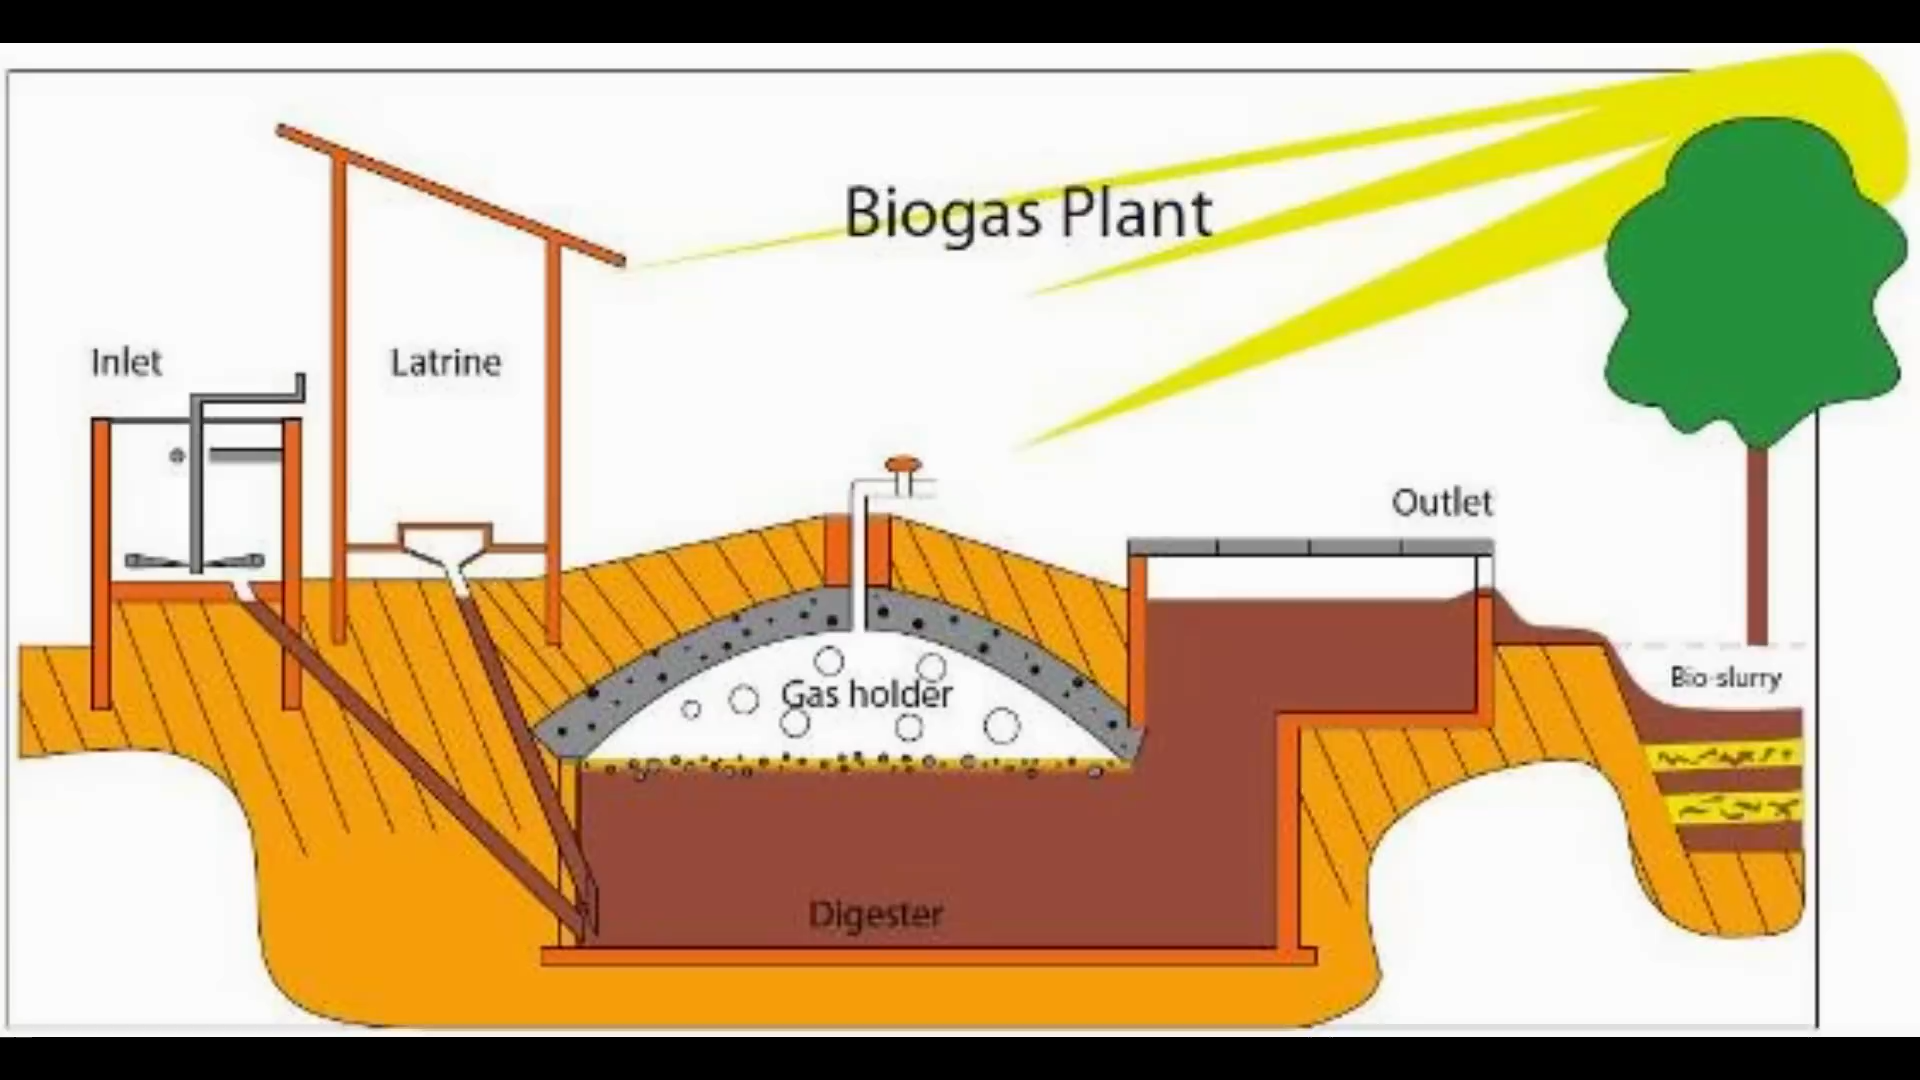 Biogas Plant
Inlet
Latrine
Outlet
Bio-slurry
Gas holder
Digester